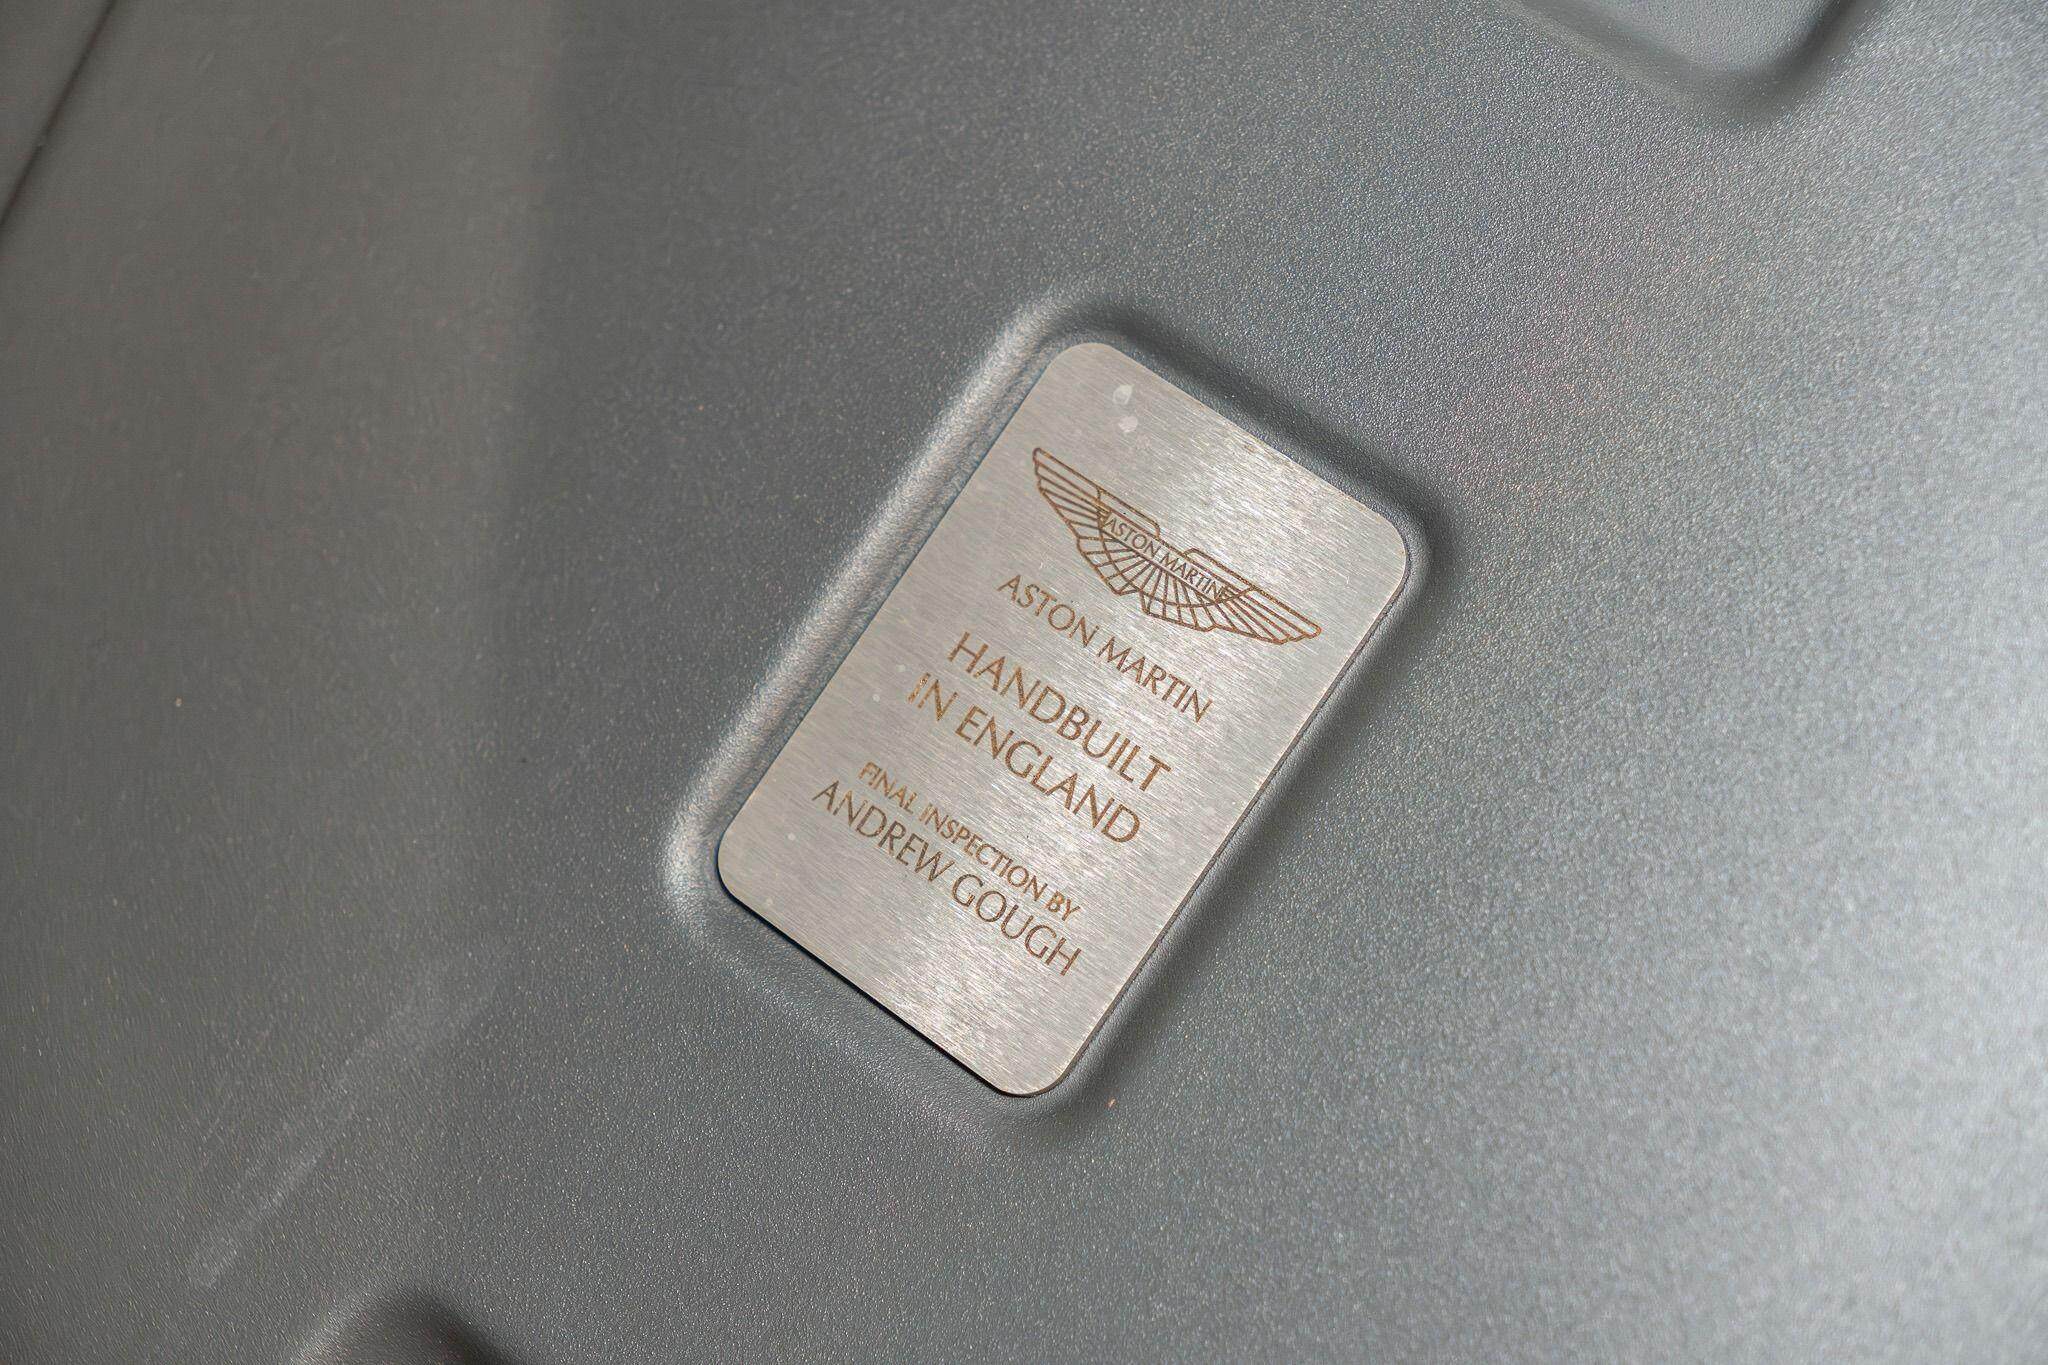 ASTON MARTIN
ASTON MARTIN
HANDBUILT
IN ENGLAND
FINAL INSPECTION BY
ANDREW GOUGH